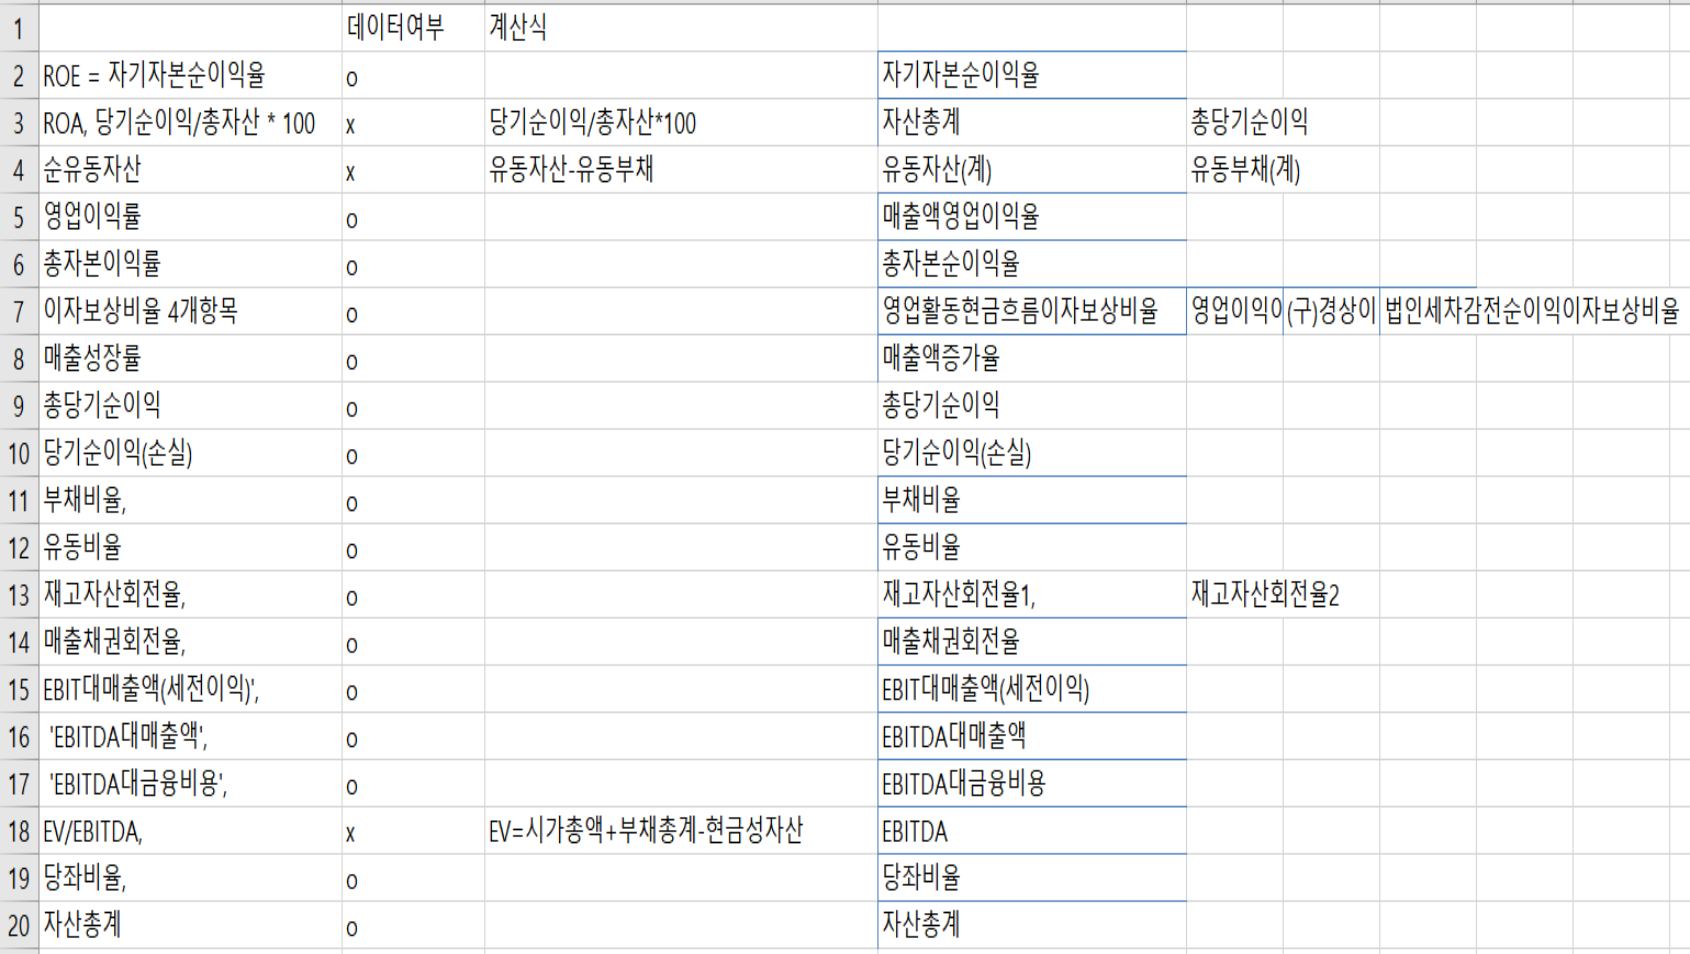 1 데이터여부 계산식
2 ROE = 자기자본순이익율 o 자기자본순이익율
3 ROA, 당기순이익/총자산 * 100 x 당기순이익/총자산*100 자산총계 총당기순이익
4 순유동자산 x 유동자산-유동부채 유동자산(계) 유동부채(계)
5 영업이익률 o 매출액영업이익율
6 총자본이익률 o 총자본순이익율
7 이자보상비율 4개항목 o 영업활동현금흐름이자보상비율 영업이익이 (구)경상이 법인세차감전순이익이자보상비율
8 매출성장률 o 매출액증가율
9 총당기순이익 o 총당기순이익
10 당기순이익(손실) o 당기순이익(손실)
11 부채비율, o 부채비율
12 유동비율 o 유동비율
13 재고자산회전율, o 재고자산회전율1, 재고자산회전율2
14 매출채권회전율, o 매출채권회전율
15 EBIT대매출액(세전이익)', o EBIT대매출액(세전이익)
16 'EBITDA대매출액', o EBITDA대매출액
17 'EBITDA대금융비용', o EBITDA대금융비용
18 EV/EBITDA, x EV=시가총액+부채총계-현금성자산 EBITDA
19 당좌비율, o 당좌비율
20 자산총계 o 자산총계